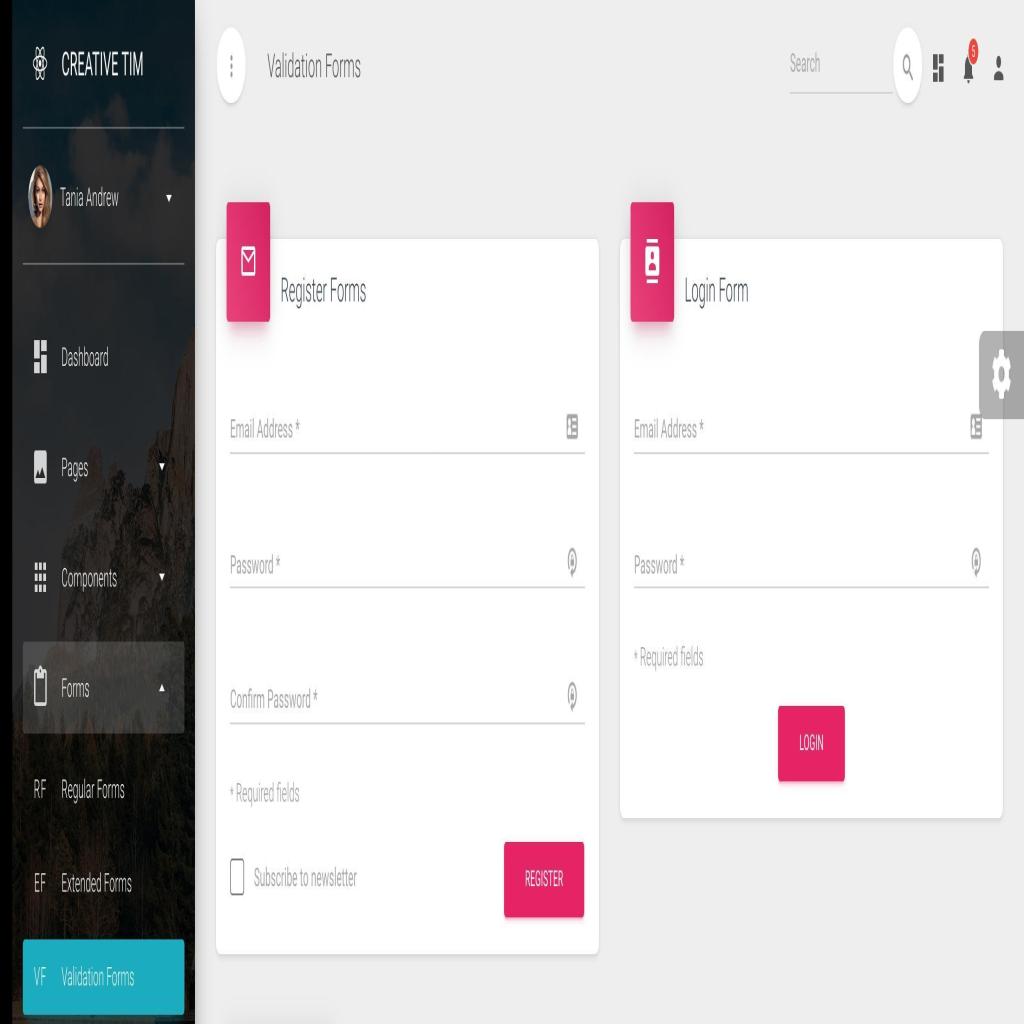 CREATIVE TIM
Tania Andrew
Dashboard
Pages
Components
Forms
RF Regular Forms
EF Extended Forms
VF Validation Forms
Validation Forms
Search
5
Register Forms
Email Address *
Password *
Confirm Password *
* Required fields
Subscribe to newsletter
REGISTER
Login Form
Email Address *
Password *
* Required fields
LOGIN